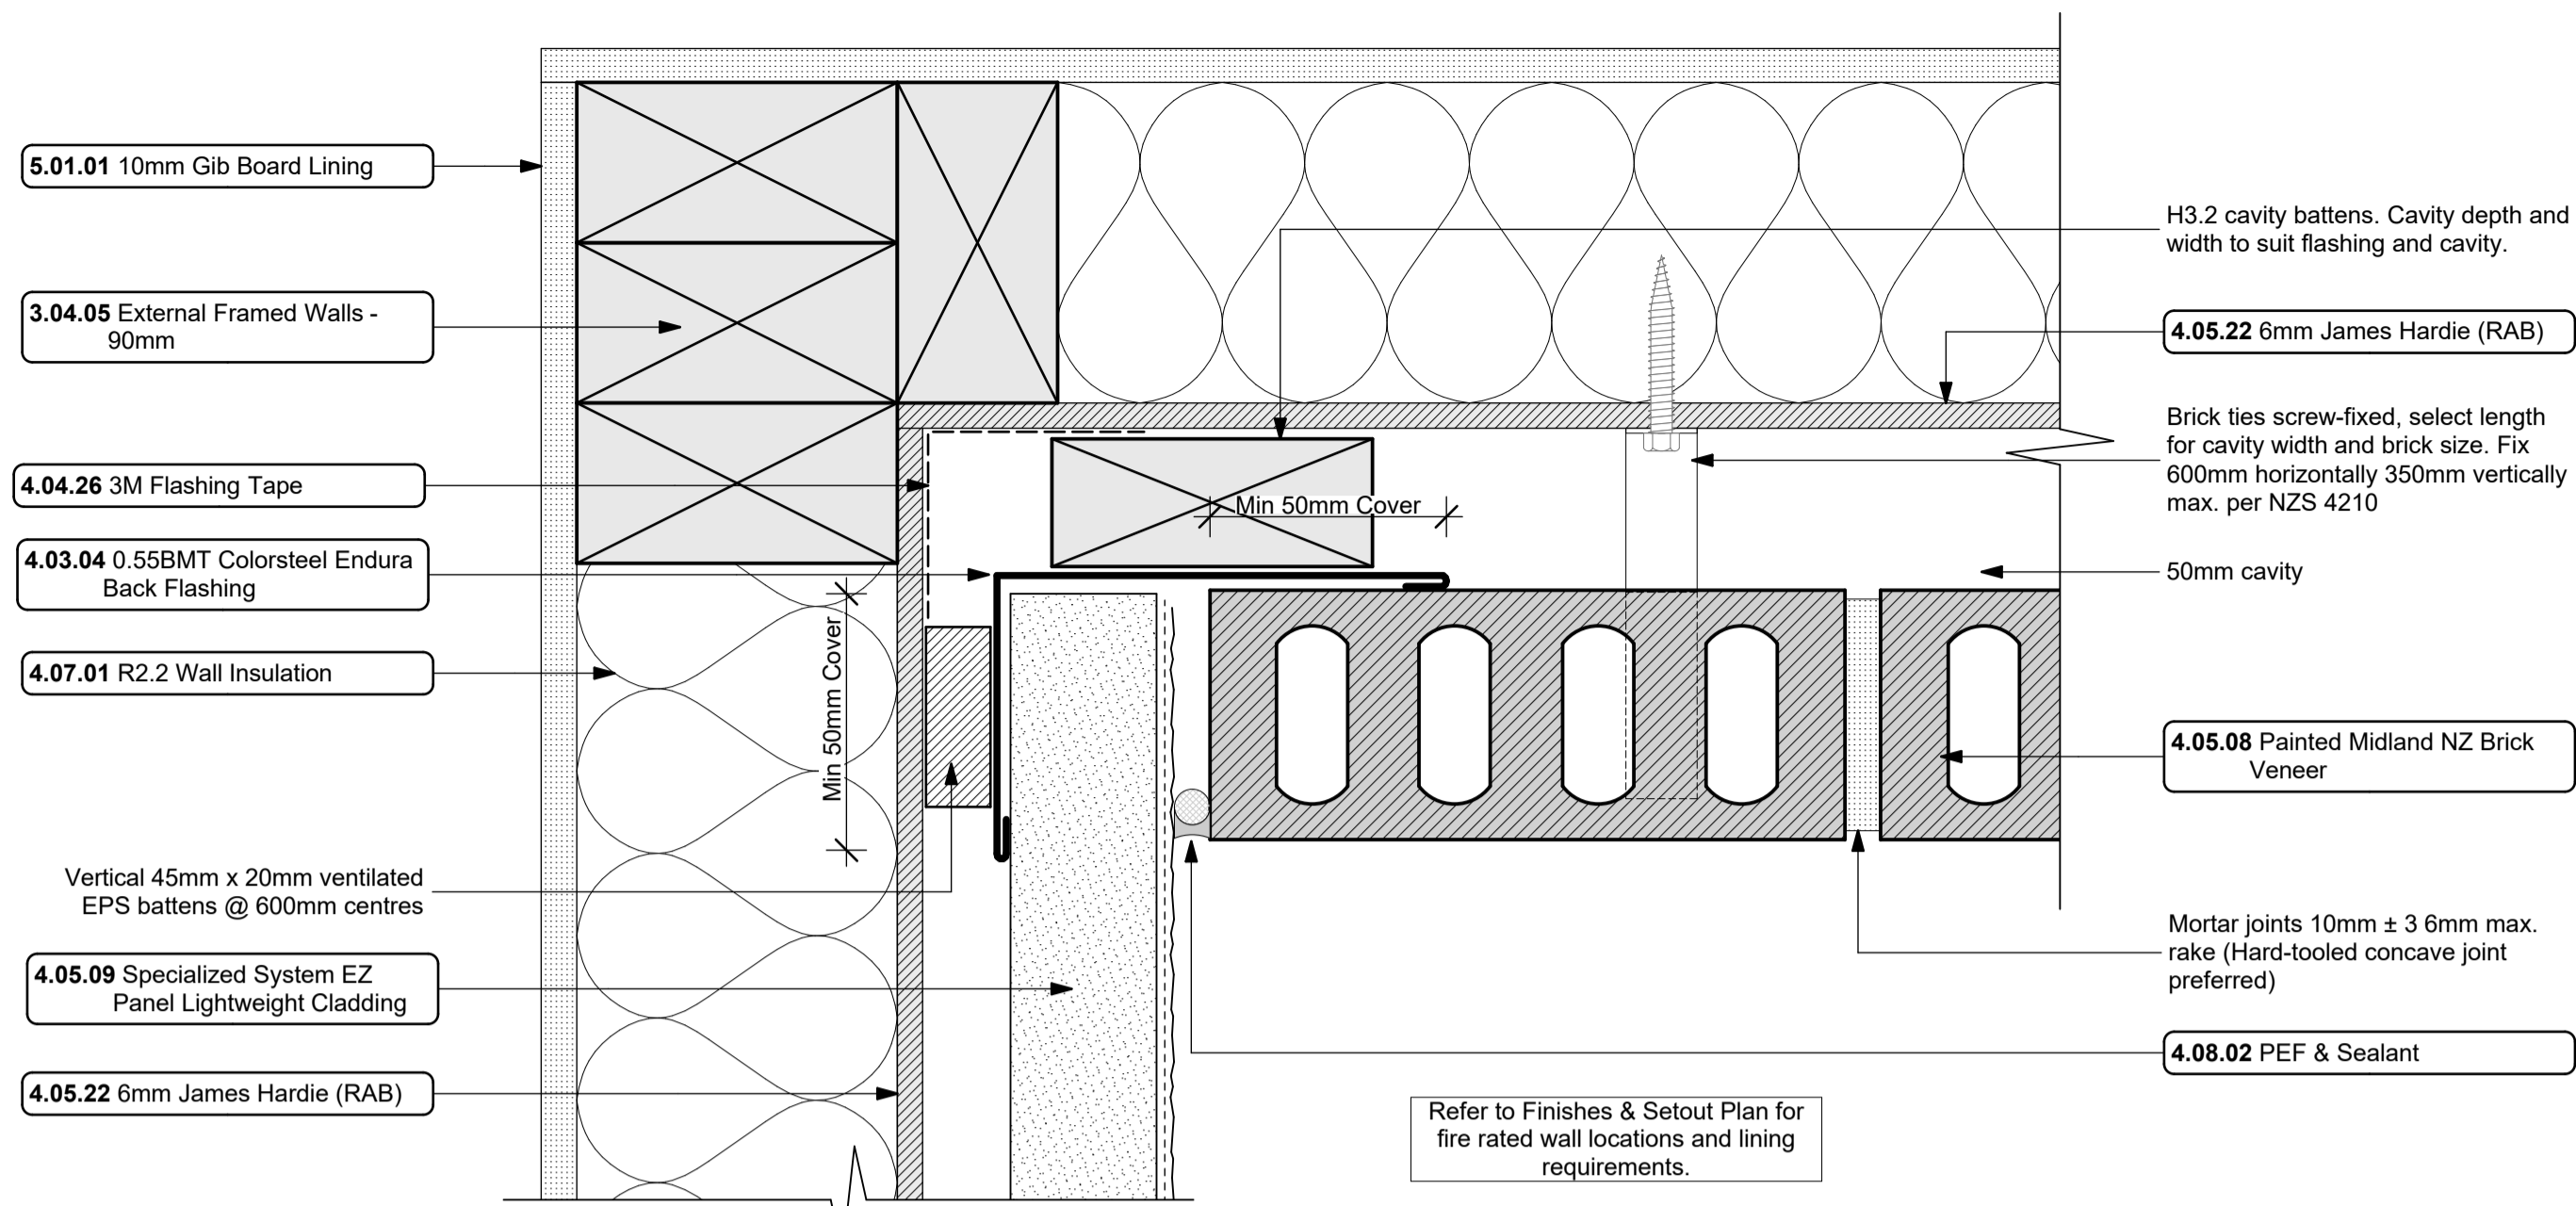 5.01.01 10mm Gib Board Lining
3.04.05 External Framed Walls -
90mm
4.04.26 3M Flashing Tape
4.03.04 0.55BMT Colorsteel Endura
Back Flashing
4.07.01 R2.2 Wall Insulation
Vertical 45mm x 20mm ventilated
EPS battens @ 600mm centres
4.05.09 Specialized System EZ
Panel Lightweight Cladding
4.05.22 6mm James Hardie (RAB)
Min 50mm Cover
Min 50mm Cover
H3.2 cavity battens. Cavity depth and
width to suit flashing and cavity.
4.05.22 6mm James Hardie (RAB)
Brick ties screw-fixed, select length
for cavity width and brick size. Fix
600mm horizontally 350mm vertically
max. per NZS 4210
50mm cavity
4.05.08 Painted Midland NZ Brick
Veneer
Mortar joints 10mm ± 3 6mm max.
rake (Hard-tooled concave joint
preferred)
4.08.02 PEF & Sealant
Refer to Finishes & Setout Plan for
fire rated wall locations and lining
requirements.